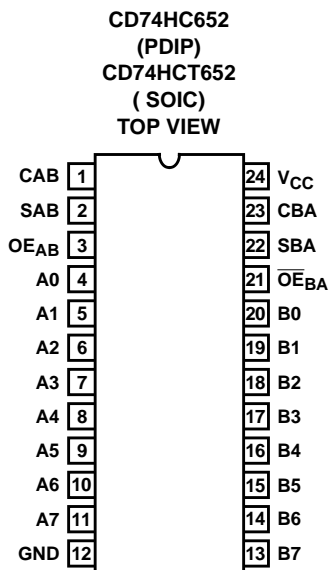 CD74HC652
(PDIP)
CD74HCT652
( SOIC)
TOP VIEW
CAB 1 24 VCC
SAB 2 23 CBA
OEAB 3 22 SBA
A0 4 21 O̅E̅BA
A1 5 20 B0
A2 6 19 B1
A3 7 18 B2
A4 8 17 B3
A5 9 16 B4
A6 10 15 B5
A7 11 14 B6
GND 12 13 B7